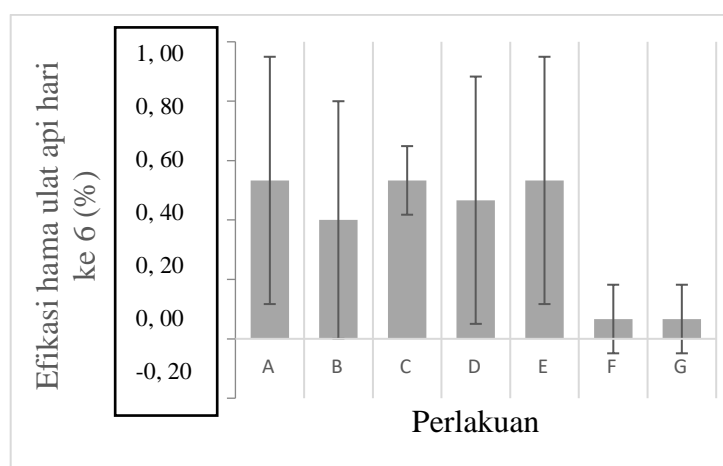 Efikasi hama ulat api hari
ke 6 (%)
1, 00
0, 80
0, 60
0, 40
0, 20
0, 00
-0, 20
A B C D E F G
Perlakuan